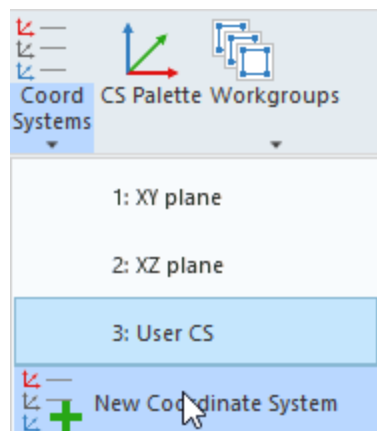 Coord Systems
CS Palette
Workgroups
1: XY plane
2: XZ plane
3: User CS
New Coordinate System